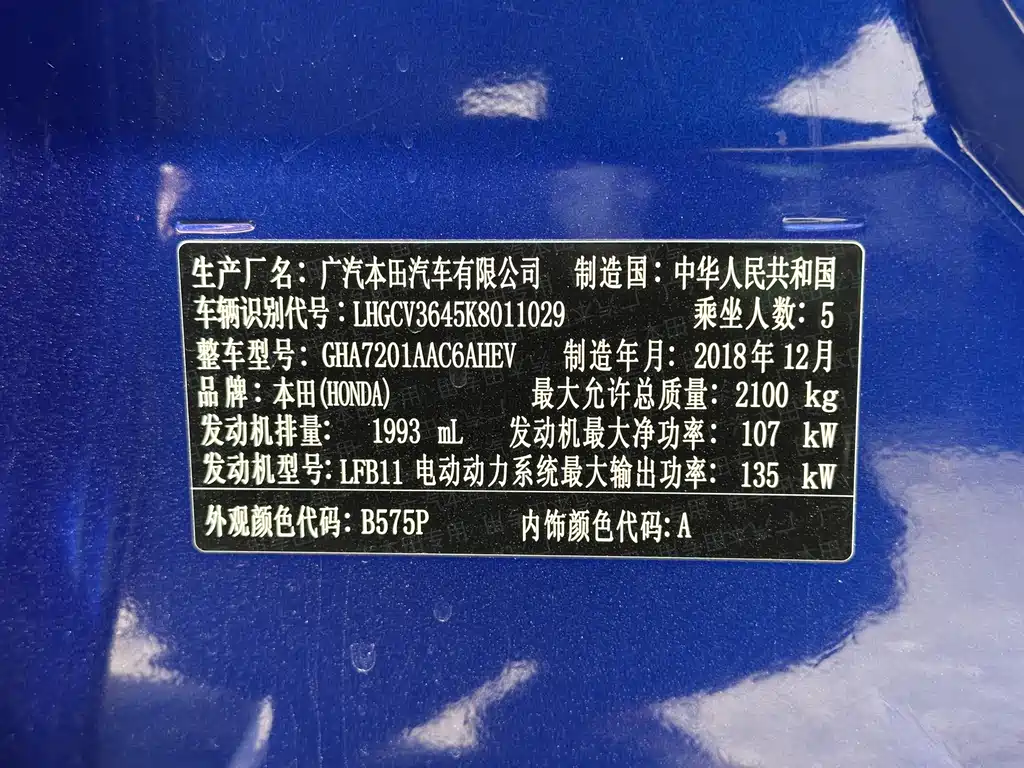 生产厂名：广汽本田汽车有限公司 制造国：中华人民共和国
车辆识别代号：LHGCV3645K8011029 乘坐人数：5
整车型号：GHA7201AAC6AHEV 制造年月：2018年12月
品牌：本田(HONDA) 最大允许总质量：2100 kg
发动机排量： 1993 mL 发动机最大净功率：107 kW
发动机型号：LFB11 电动动力系统最大输出功率：135 kW
外观颜色代码：B575P 内饰颜色代码：A